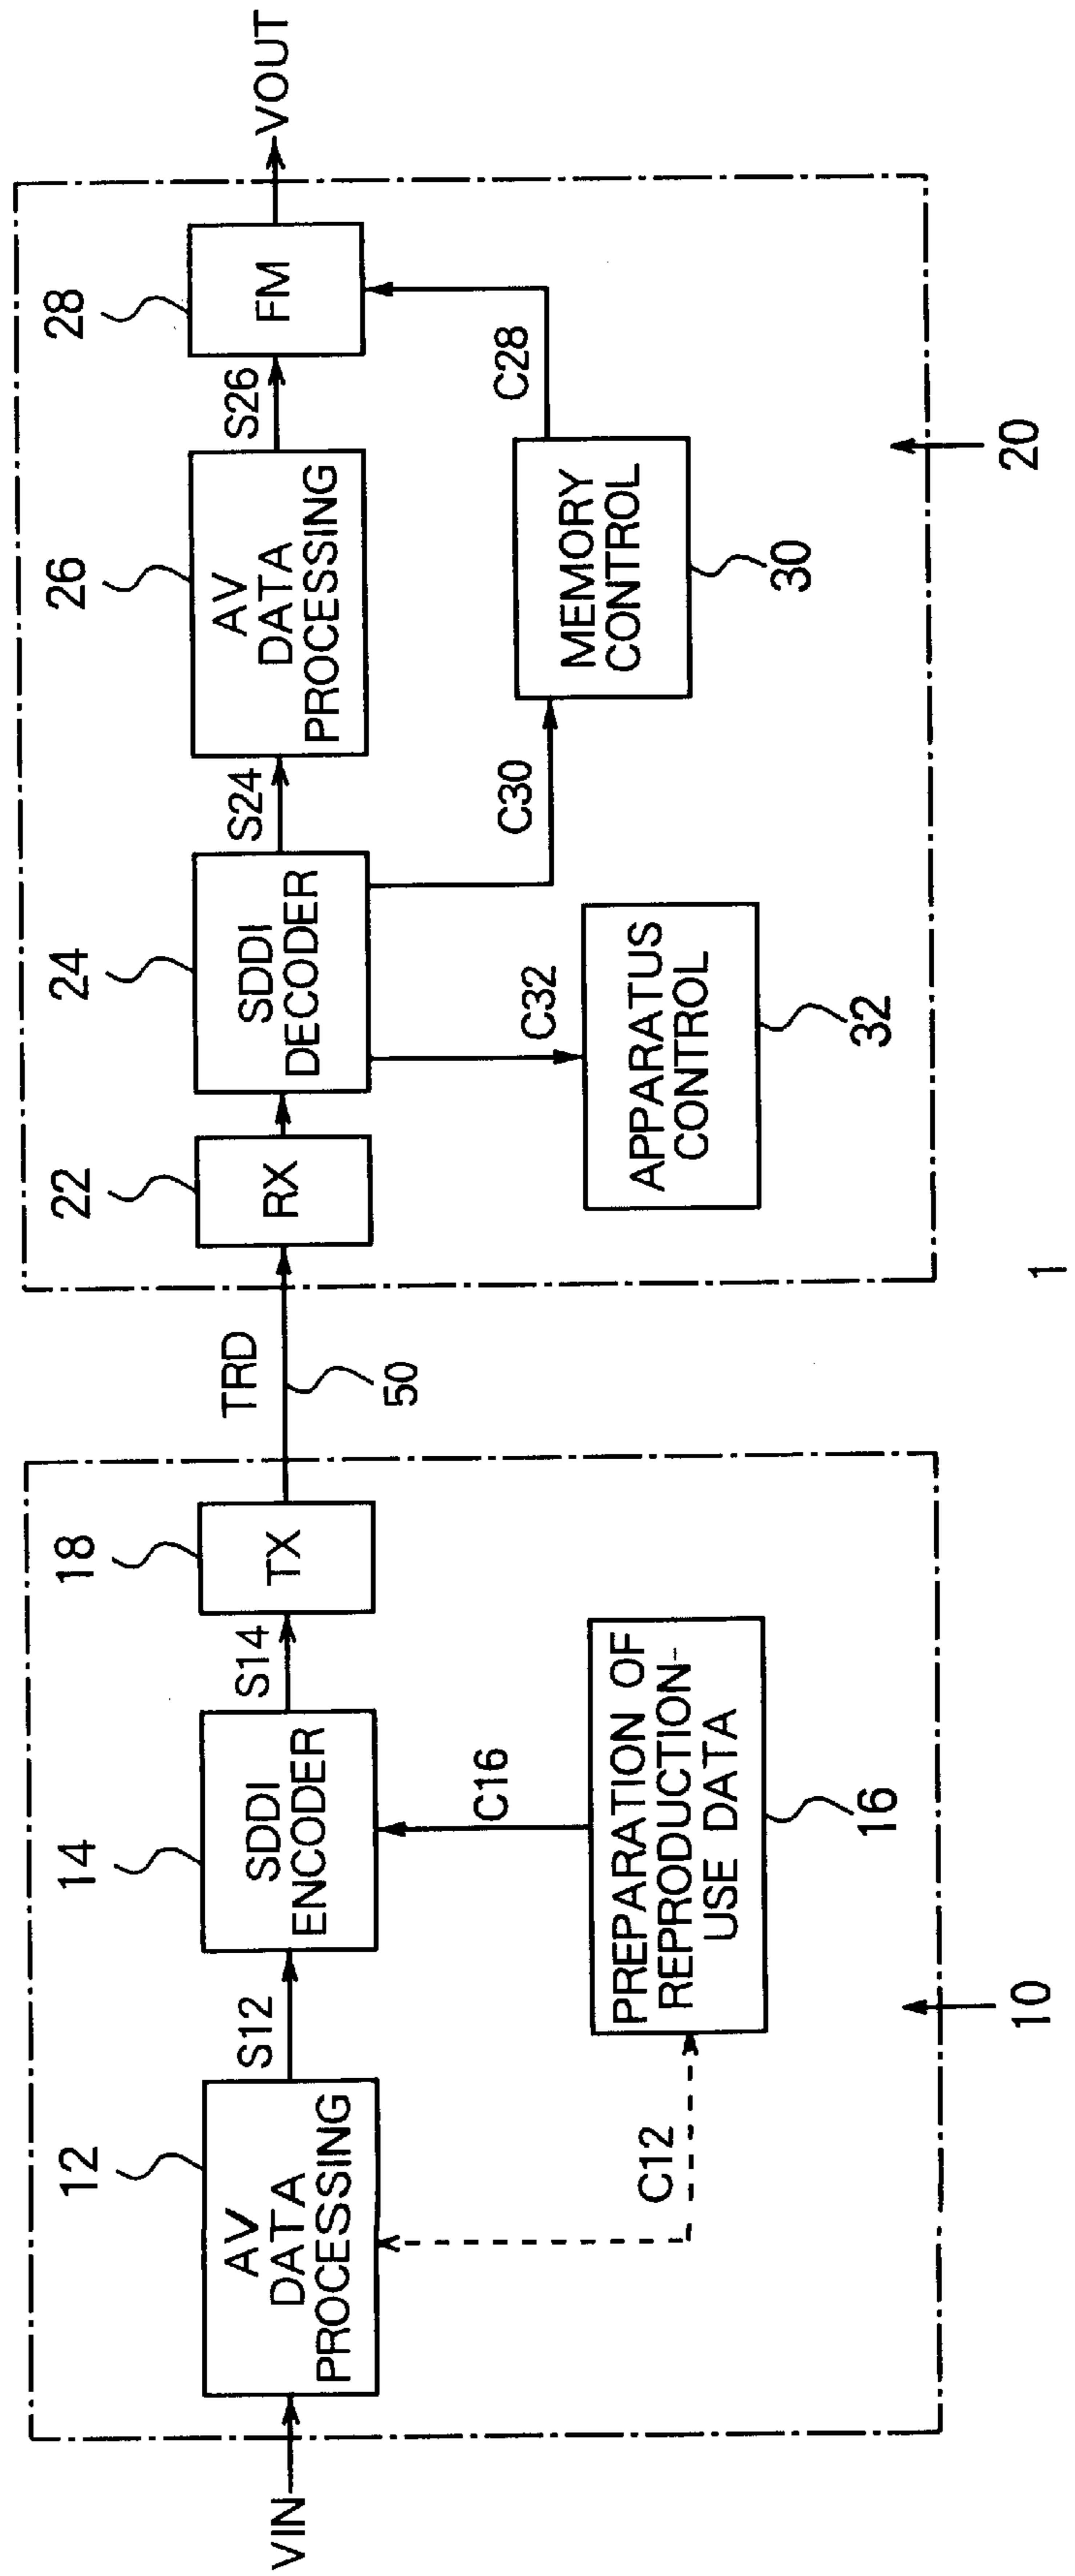 VIN
12
AV
DATA
PROCESSING
S12
14
SDDI
ENCODER
S14
18
TX
C12
PREPARATION OF
REPRODUCTION-
USE DATA
16
C16
10
TRD
50
22
RX
24
SDDI
DECODER
S24
26
AV
DATA
PROCESSING
S26
28
FM
VOUT
C32
APPARATUS
CONTROL
32
C30
MEMORY
CONTROL
30
C28
20
1